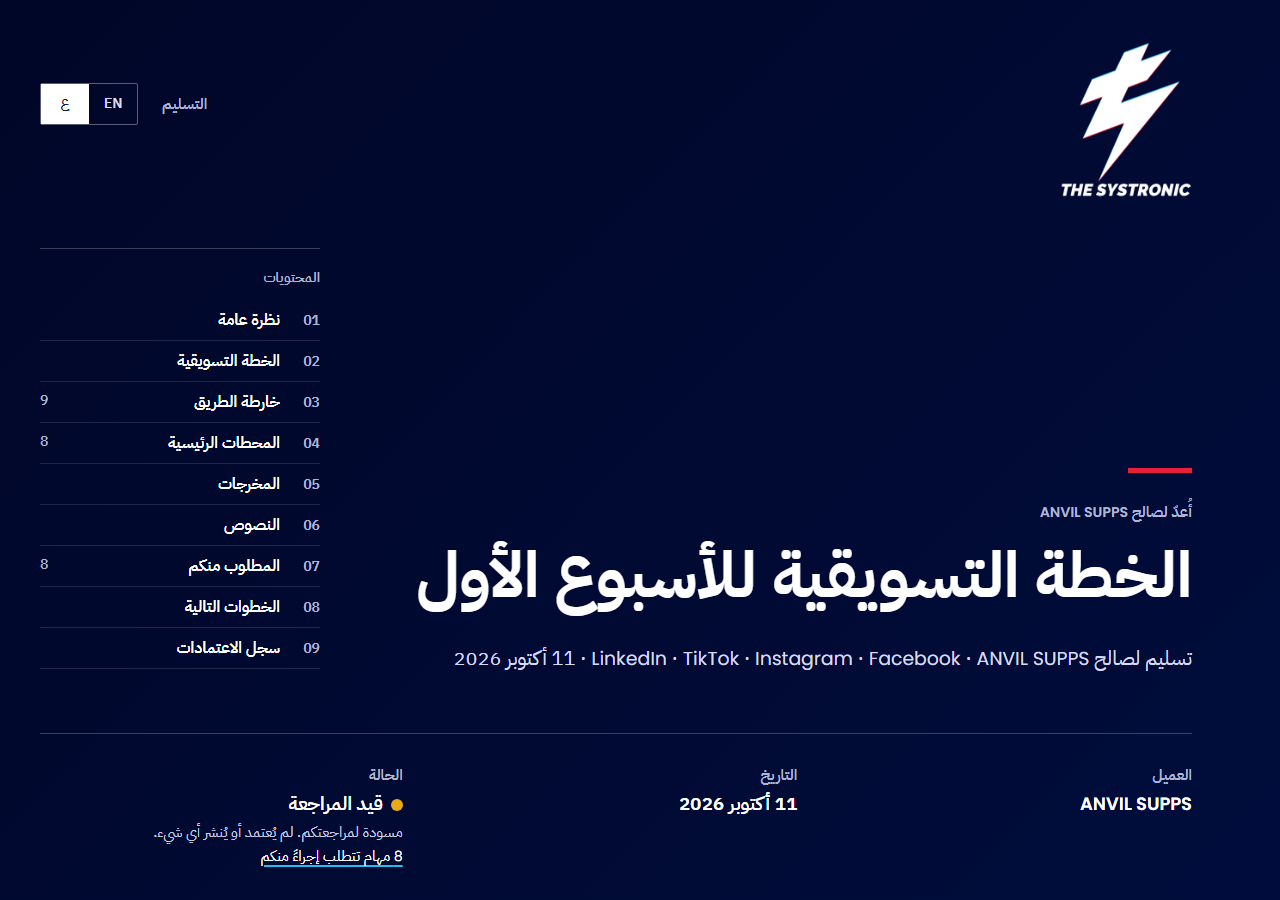 THE SYSTRONIC
التسليم
EN
ع
أُعدّ لصالح ANVIL SUPPS
الخطة التسويقية للأسبوع الأول
تسليم لصالح ANVIL SUPPS · Facebook · Instagram · TikTok · LinkedIn · 11 أكتوبر 2026
المحتويات
01 نظرة عامة
02 الخطة التسويقية
03 خارطة الطريق 9
04 المحطات الرئيسية 8
05 المخرجات
06 النصوص
07 المطلوب منكم 8
08 الخطوات التالية
09 سجل الاعتمادات
العميل
ANVIL SUPPS
التاريخ
11 أكتوبر 2026
الحالة
قيد المراجعة
مسودة لمراجعتكم. لم يُعتمد أو يُنشر أي شيء.
8 مهام تتطلب إجراءً منكم